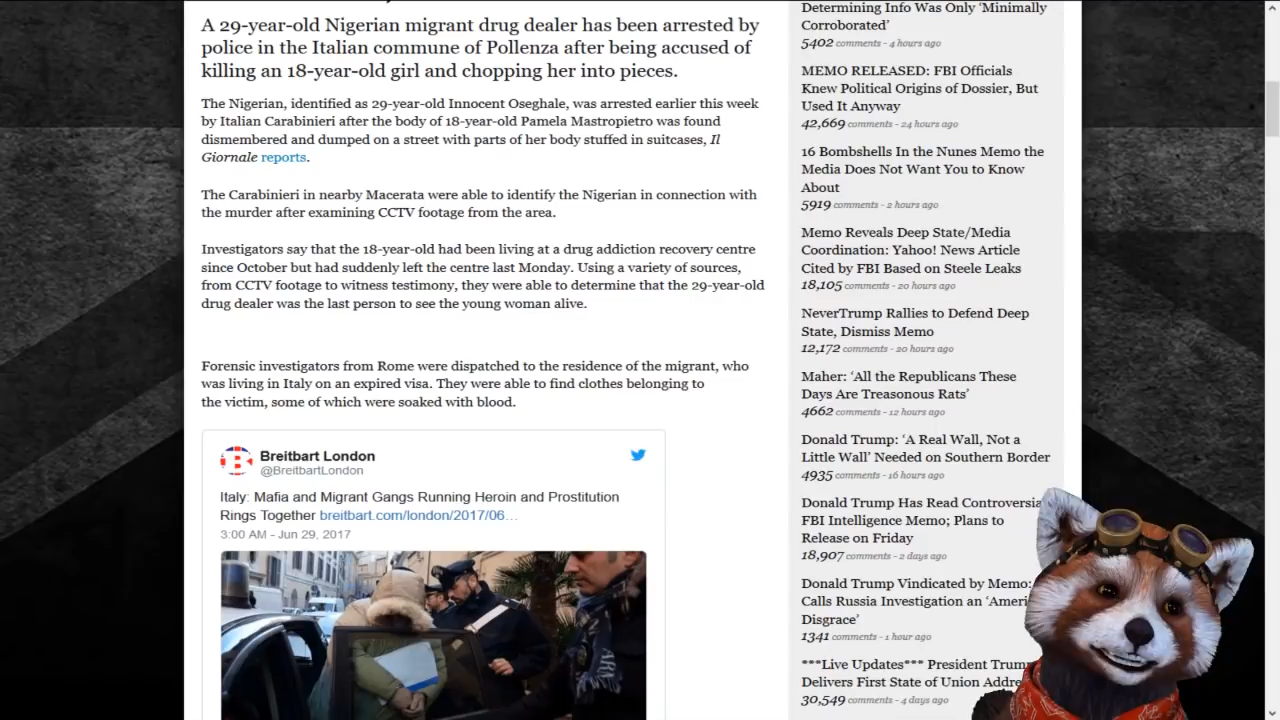 A 29-year-old Nigerian migrant drug dealer has been arrested by
police in the Italian commune of Pollenza after being accused of
killing an 18-year-old girl and chopping her into pieces.
The Nigerian, identified as 29-year-old Innocent Oseghale, was arrested earlier this week
by Italian Carabinieri after the body of 18-year-old Pamela Mastropietro was found
dismembered and dumped on a street with parts of her body stuffed in suitcases, Il
Giornale reports.
The Carabinieri in nearby Macerata were able to identify the Nigerian in connection with
the murder after examining CCTV footage from the area.
Investigators say that the 18-year-old had been living at a drug addiction recovery centre
since October but had suddenly left the centre last Monday. Using a variety of sources,
from CCTV footage to witness testimony, they were able to determine that the 29-year-old
drug dealer was the last person to see the young woman alive.
Forensic investigators from Rome were dispatched to the residence of the migrant, who
was living in Italy on an expired visa. They were able to find clothes belonging to
the victim, some of which were soaked with blood.
Breitbart London
@BreitbartLondon
Italy: Mafia and Migrant Gangs Running Heroin and Prostitution
Rings Together breitbart.com/london/2017/06…
3:00 AM - Jun 29, 2017
Determining Info Was Only ‘Minimally
Corroborated’
5402 comments - 4 hours ago
MEMO RELEASED: FBI Officials
Knew Political Origins of Dossier, But
Used It Anyway
42,669 comments - 24 hours ago
16 Bombshells In the Nunes Memo the
Media Does Not Want You to Know
About
5919 comments - 2 hours ago
Memo Reveals Deep State/Media
Coordination: Yahoo! News Article
Cited by FBI Based on Steele Leaks
18,105 comments - 20 hours ago
NeverTrump Rallies to Defend Deep
State, Dismiss Memo
12,172 comments - 20 hours ago
Maher: ‘All the Republicans These
Days Are Treasonous Rats’
4662 comments - 12 hours ago
Donald Trump: ‘A Real Wall, Not a
Little Wall’ Needed on Southern Border
4935 comments - 16 hours ago
Donald Trump Has Read Controversia
FBI Intelligence Memo; Plans to
Release on Friday
18,907 comments - 2 days ago
Donald Trump Vindicated by Memo:
Calls Russia Investigation an ‘Ameri
Disgrace’
1341 comments - 1 hour ago
***Live Updates*** President Trum
Delivers First State of Union Addre
30,549 comments - 4 days ago